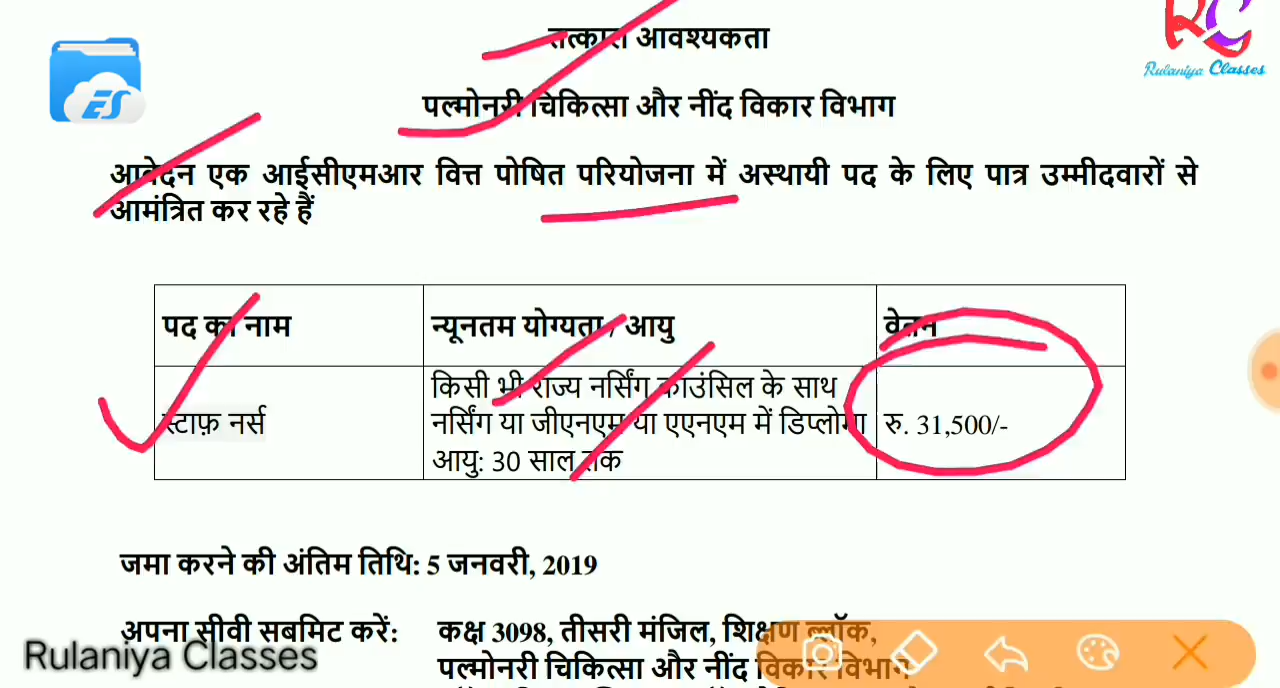 RC
Rulaniya Classes
ES
तत्काल आवश्यकता
पल्मोनरी चिकित्सा और नींद विकार विभाग
आवेदन एक आईसीएमआर वित्त पोषित परियोजना में अस्थायी पद के लिए पात्र उम्मीदवारों से
आमंत्रित कर रहे हैं
पद का नाम
न्यूनतम योग्यता / आयु
वेतन
स्टाफ़ नर्स
किसी भी राज्य नर्सिंग काउंसिल के साथ
नर्सिंग या जीएनएम या एएनएम में डिप्लोमा
आयु: 30 साल तक
रु. 31,500/-
जमा करने की अंतिम तिथि: 5 जनवरी, 2019
अपना सीवी सबमिट करें: कक्ष 3098, तीसरी मंजिल, शिक्षण ब्लॉक,
पल्मोनरी चिकित्सा और नींद विकार विभाग
Rulaniya Classes